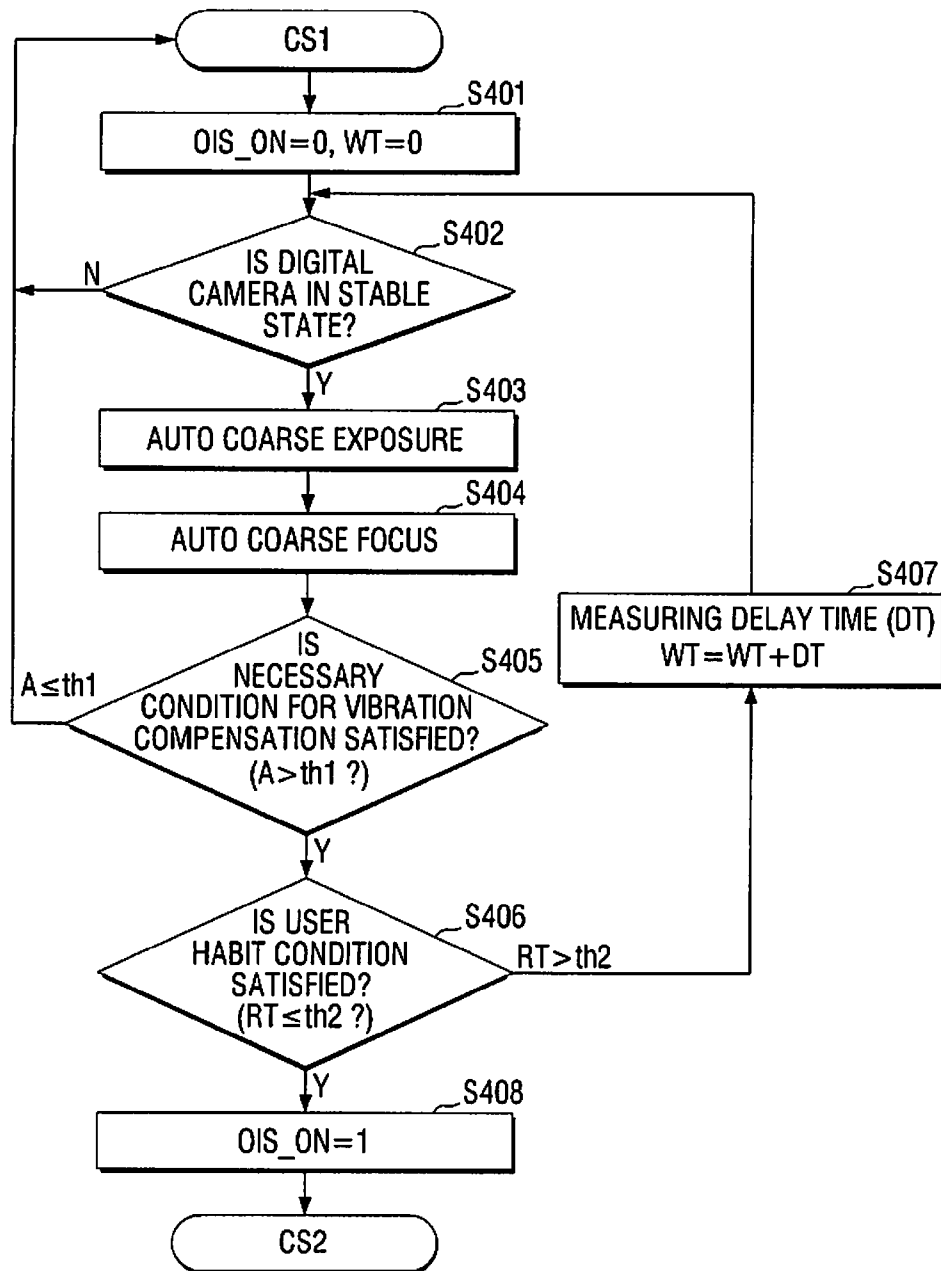 CS1
S401
OIS_ON=0, WT=0
S402
IS DIGITAL
CAMERA IN STABLE
STATE?
N
Y
S403
AUTO COARSE EXPOSURE
S404
AUTO COARSE FOCUS
S407
MEASURING DELAY TIME (DT)
WT=WT+DT
IS
NECESSARY
CONDITION FOR VIBRATION
COMPENSATION SATISFIED?
(A>th1 ?)
S405
A≤th1
Y
IS USER
HABIT CONDITION
SATISFIED?
(RT≤th2 ?)
S406
RT>th2
Y
S408
OIS_ON=1
CS2